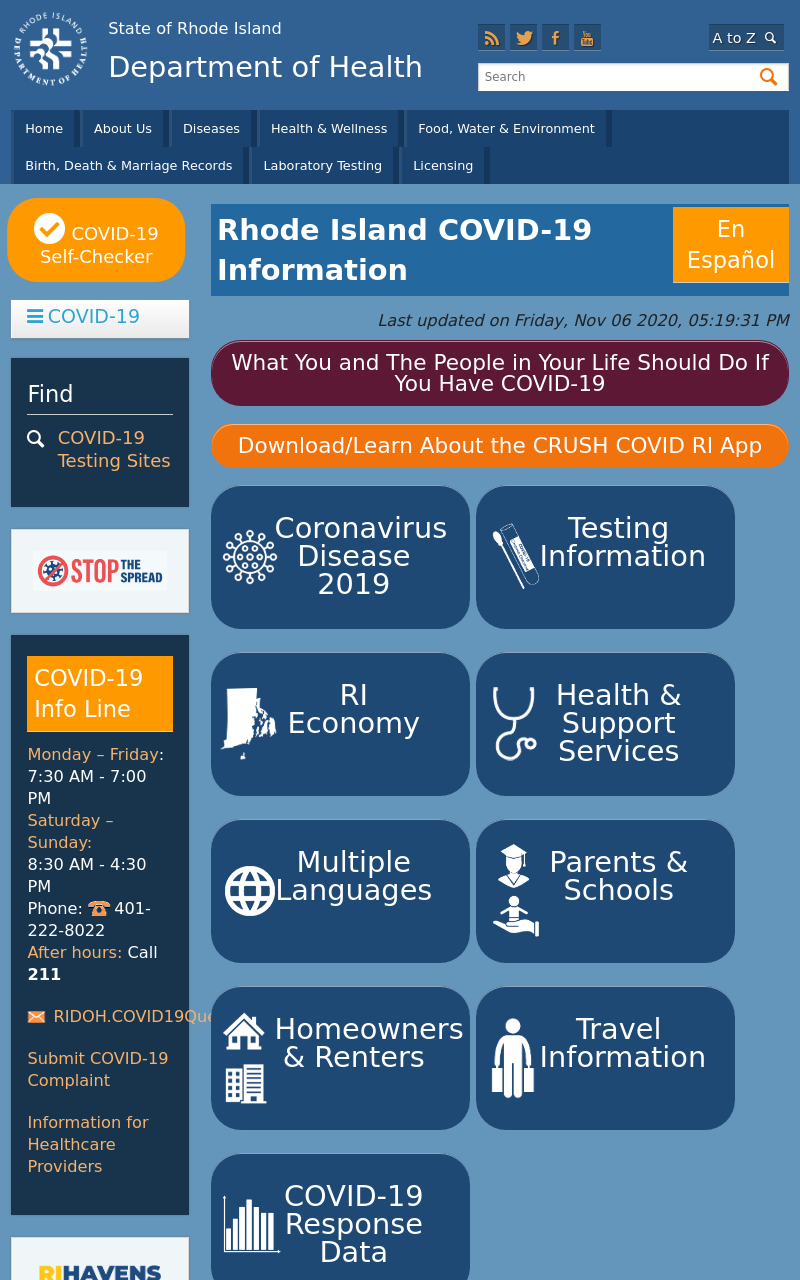 RHODE ISLAND
DEPARTMENT OF HEALTH
State of Rhode Island
Department of Health
You
Tube
A to Z
Search
Home
About Us
Diseases
Health & Wellness
Food, Water & Environment
Birth, Death & Marriage Records
Laboratory Testing
Licensing
COVID-19
Self-Checker
COVID-19
Find
COVID-19
Testing Sites
STOP THE
SPREAD
COVID-19
Info Line
Monday – Friday:
7:30 AM - 7:00
PM
Saturday –
Sunday:
8:30 AM - 4:30
PM
Phone: 401-
222-8022
After hours: Call
211
RIDOH.COVID19Que
Submit COVID-19
Complaint
Information for
Healthcare
Providers
RIHAVENS
Rhode Island COVID-19
Information
En
Español
Last updated on Friday, Nov 06 2020, 05:19:31 PM
What You and The People in Your Life Should Do If
You Have COVID-19
Download/Learn About the CRUSH COVID RI App
Coronavirus
Disease
2019
Testing
Information
RI
Economy
Health &
Support
Services
Multiple
Languages
Parents &
Schools
Homeowners
& Renters
Travel
Information
COVID-19
Response
Data